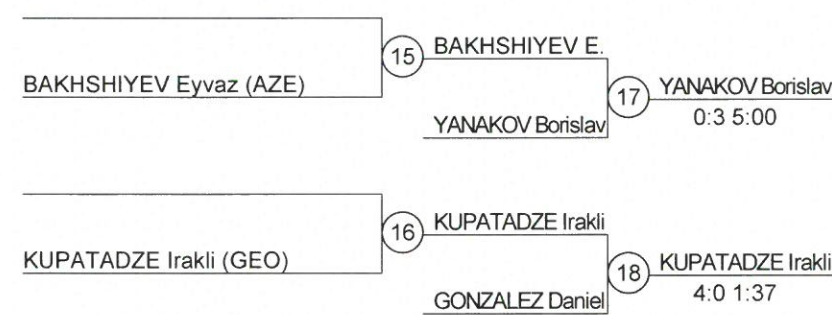 15
BAKHSHIYEV E.
BAKHSHIYEV Eyvaz (AZE)
17
YANAKOV Borislav
0:3 5:00
YANAKOV Borislav
16
KUPATADZE Irakli
KUPATADZE Irakli (GEO)
18
KUPATADZE Irakli
4:0 1:37
GONZALEZ Daniel